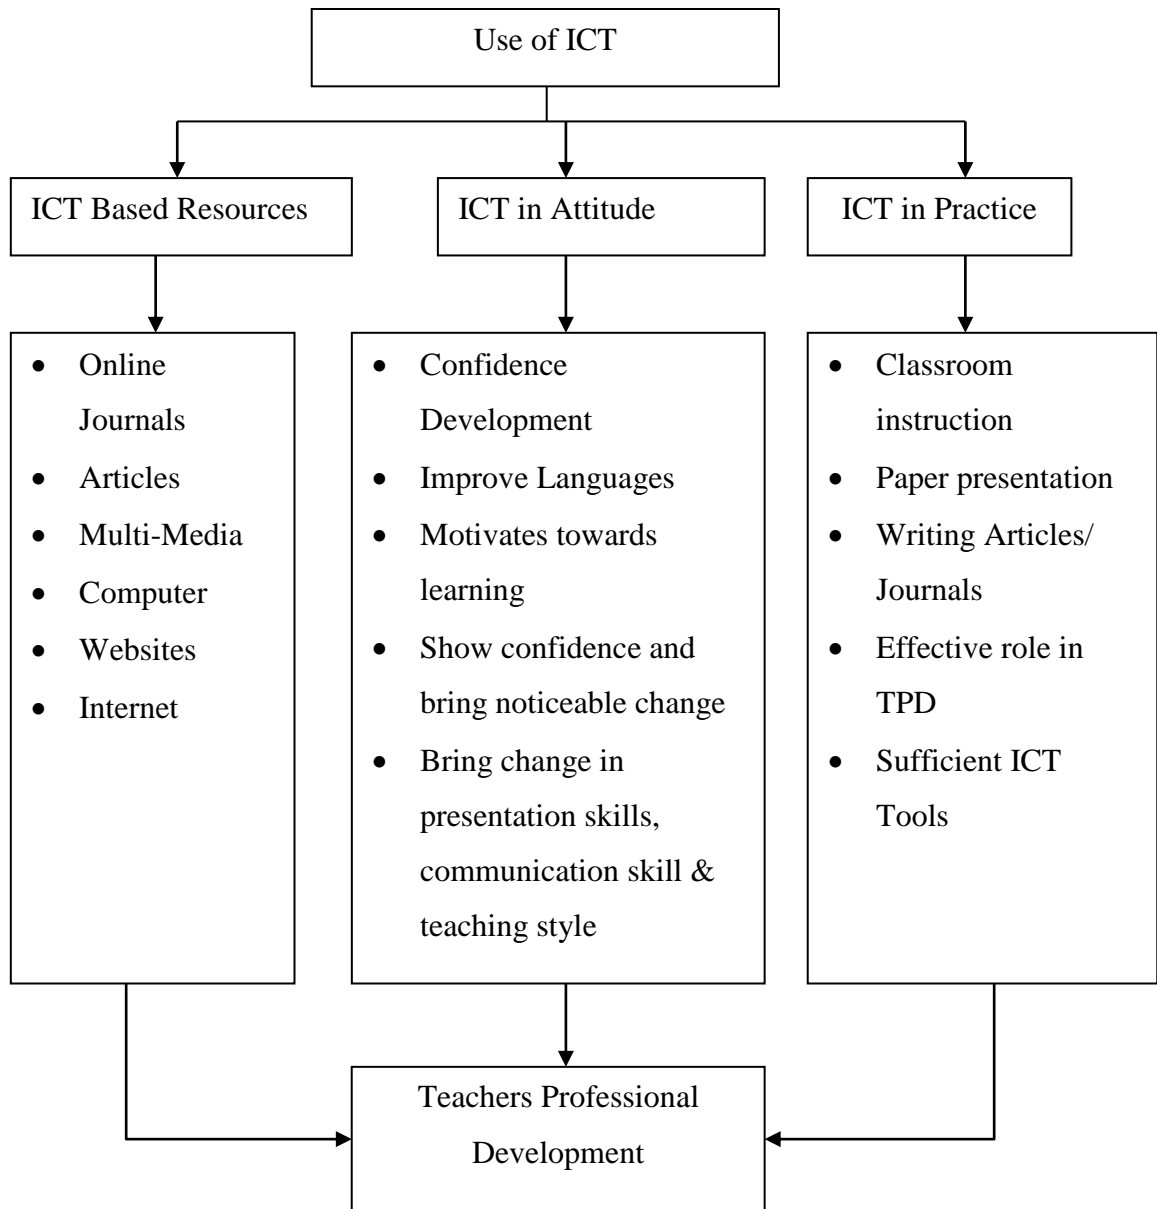 Use of ICT
ICT Based Resources
ICT in Attitude
ICT in Practice
• Online
Journals
• Articles
• Multi-Media
• Computer
• Websites
• Internet
• Confidence
Development
• Improve Languages
• Motivates towards
learning
• Show confidence and
bring noticeable change
• Bring change in
presentation skills,
communication skill &
teaching style
• Classroom
instruction
• Paper presentation
• Writing Articles/
Journals
• Effective role in
TPD
• Sufficient ICT
Tools
Teachers Professional
Development